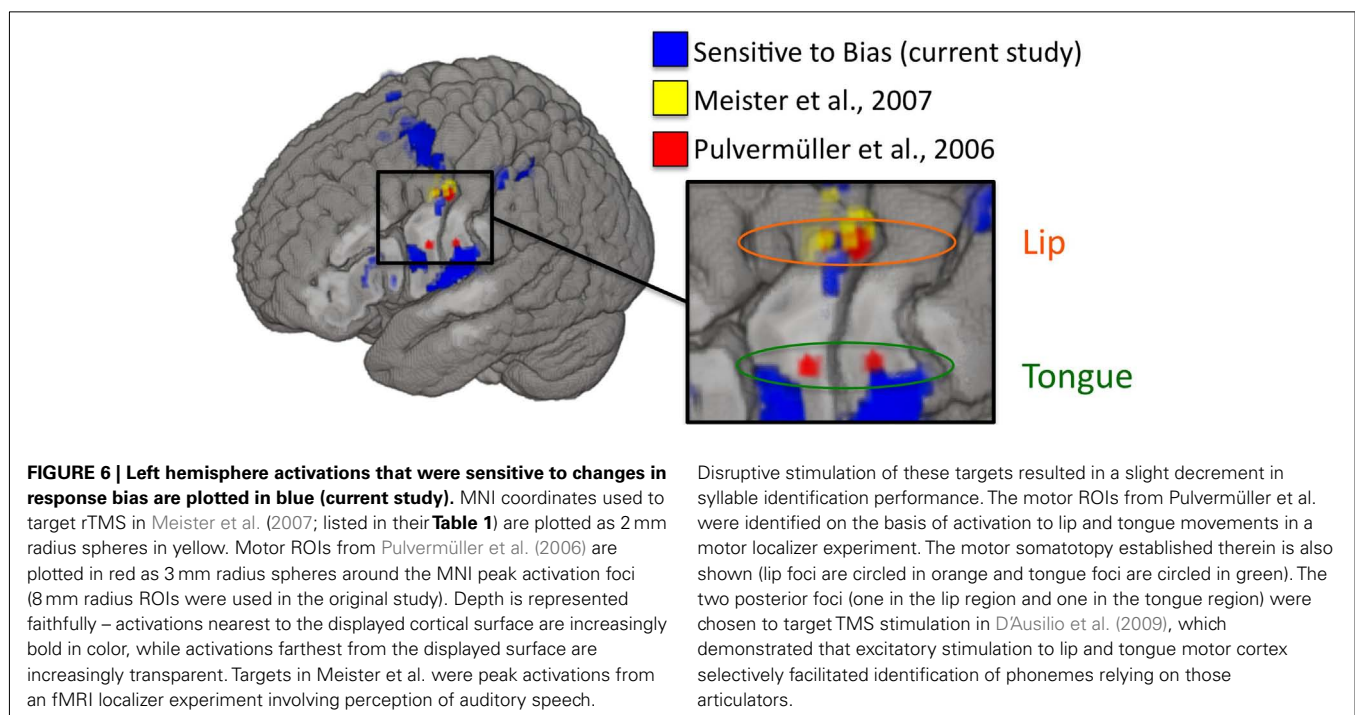 Sensitive to Bias (current study)
Meister et al., 2007
Pulvermüller et al., 2006
Lip
Tongue
FIGURE 6 | Left hemisphere activations that were sensitive to changes in
response bias are plotted in blue (current study). MNI coordinates used to
target rTMS in Meister et al. (2007; listed in their Table 1) are plotted as 2 mm
radius spheres in yellow. Motor ROIs from Pulvermüller et al. (2006) are
plotted in red as 3 mm radius spheres around the MNI peak activation foci
(8 mm radius ROIs were used in the original study). Depth is represented
faithfully – activations nearest to the displayed cortical surface are increasingly
bold in color, while activations farthest from the displayed surface are
increasingly transparent. Targets in Meister et al. were peak activations from
an fMRI localizer experiment involving perception of auditory speech.
Disruptive stimulation of these targets resulted in a slight decrement in
syllable identification performance. The motor ROIs from Pulvermüller et al.
were identified on the basis of activation to lip and tongue movements in a
motor localizer experiment. The motor somatotopy established therein is also
shown (lip foci are circled in orange and tongue foci are circled in green). The
two posterior foci (one in the lip region and one in the tongue region) were
chosen to target TMS stimulation in D'Ausilio et al. (2009), which
demonstrated that excitatory stimulation to lip and tongue motor cortex
selectively facilitated identification of phonemes relying on those
articulators.